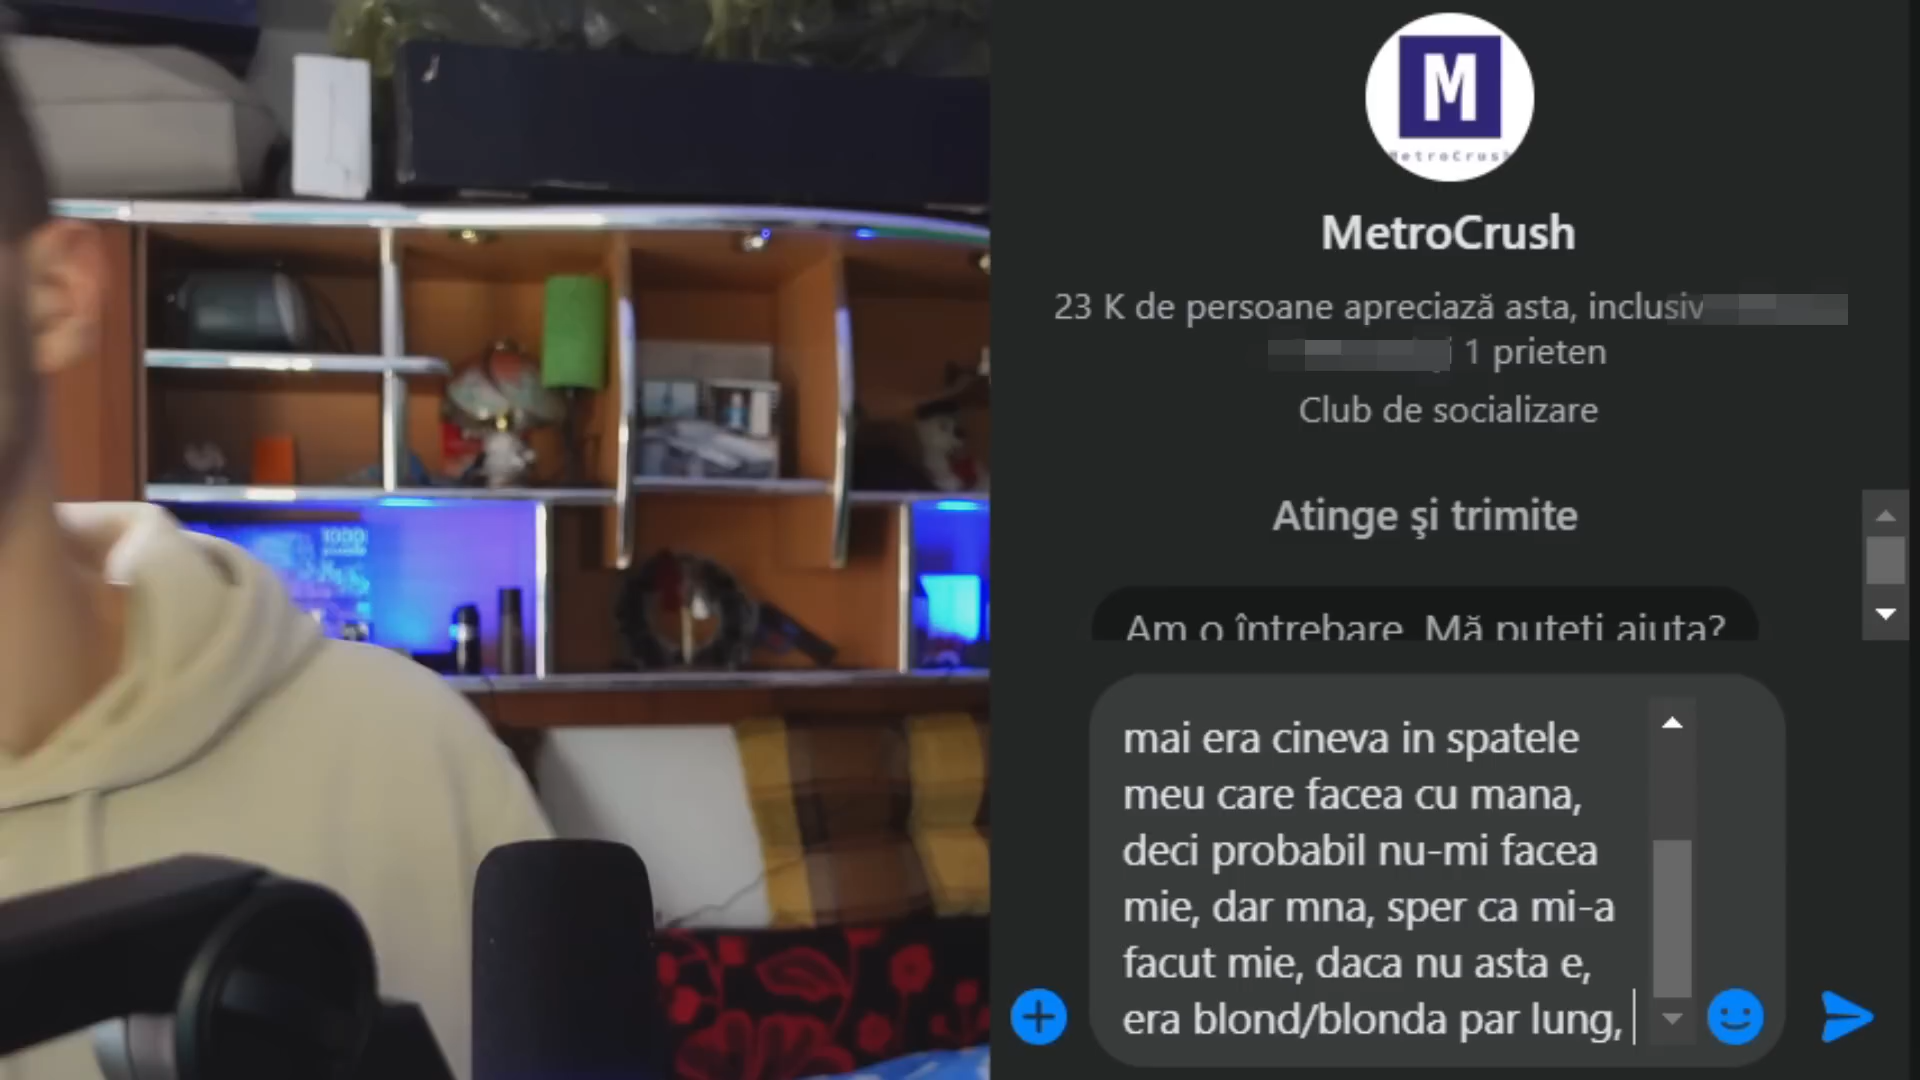 M
MetroCrush
MetroCrush
23 K de persoane apreciază asta, inclusiv
1 prieten
Club de socializare
Atinge și trimite
Am o întrebare. Mă puteți ajuta?
mai era cineva in spatele
meu care facea cu mana,
deci probabil nu-mi facea
mie, dar mna, sper ca mi-a
facut mie, daca nu asta e,
era blond/blonda par lung,